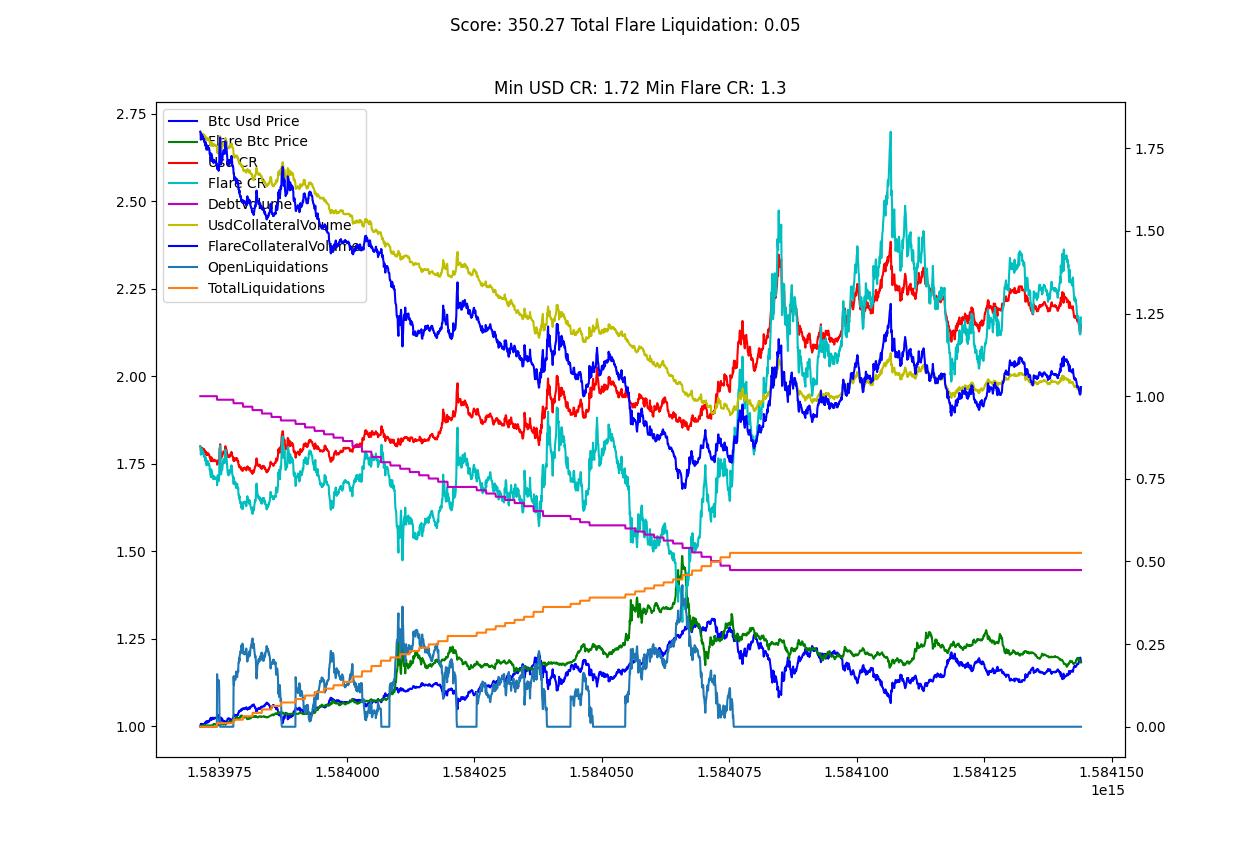 Score: 350.27 Total Flare Liquidation: 0.05
Min USD CR: 1.72 Min Flare CR: 1.3
Btc Usd Price
Flare Btc Price
Usd CR
Flare CR
DebtVolume
UsdCollateralVolume
FlareCollateralVolume
OpenLiquidations
TotalLiquidations
2.75
2.50
2.25
2.00
1.75
1.50
1.25
1.00
1.75
1.50
1.25
1.00
0.75
0.50
0.25
0.00
1.583975 1.584000 1.584025 1.584050 1.584075 1.584100 1.584125 1.584150
1e15